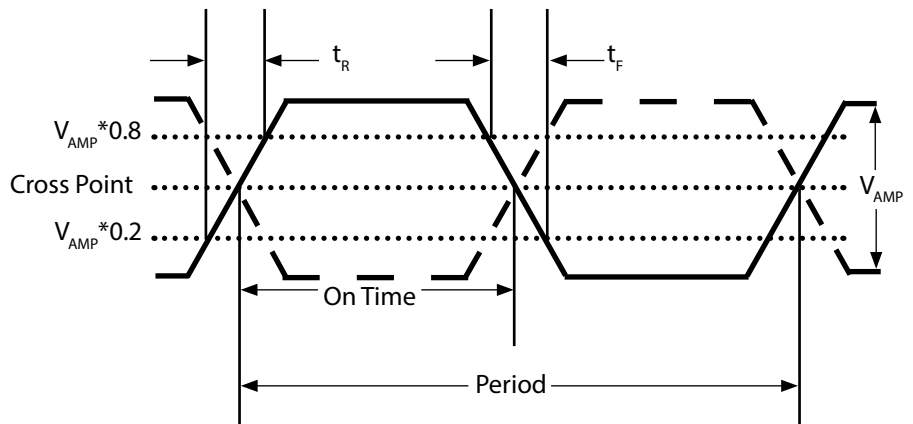 t_R
t_F
V_AMP*0.8
Cross Point
V_AMP
V_AMP*0.2
On Time
Period